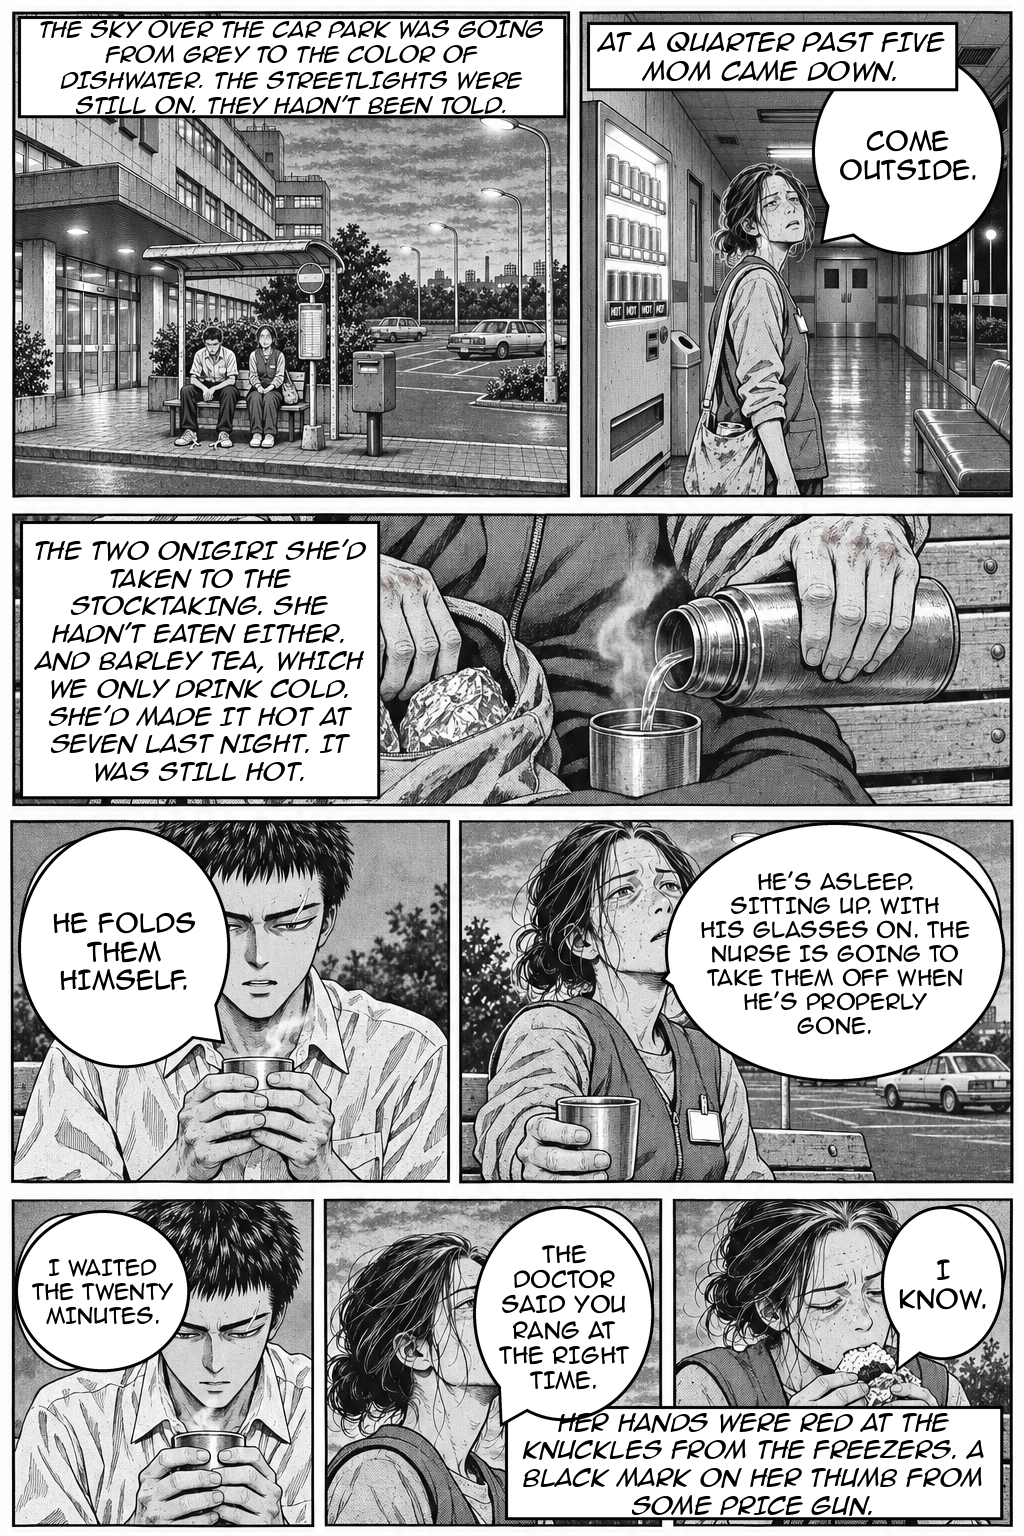 THE SKY OVER THE CAR PARK WAS GOING
FROM GREY TO THE COLOR OF
DISHWATER. THE STREETLIGHTS WERE
STILL ON. THEY HADN'T BEEN TOLD.
AT A QUARTER PAST FIVE
MOM CAME DOWN.
COME
OUTSIDE.
HOT HOT HOT HOT
THE TWO ONIGIRI SHE'D
TAKEN TO THE
STOCKTAKING. SHE
HADN'T EATEN EITHER.
AND BARLEY TEA, WHICH
WE ONLY DRINK COLD.
SHE'D MADE IT HOT AT
SEVEN LAST NIGHT. IT
WAS STILL HOT.
HE FOLDS
THEM
HIMSELF.
HE'S ASLEEP.
SITTING UP. WITH
HIS GLASSES ON. THE
NURSE IS GOING TO
TAKE THEM OFF WHEN
HE'S PROPERLY
GONE.
I WAITED
THE TWENTY
MINUTES.
THE
DOCTOR
SAID YOU
RANG AT
THE RIGHT
TIME.
I
KNOW.
HER HANDS WERE RED AT THE
KNUCKLES FROM THE FREEZERS. A
BLACK MARK ON HER THUMB FROM
SOME PRICE GUN.